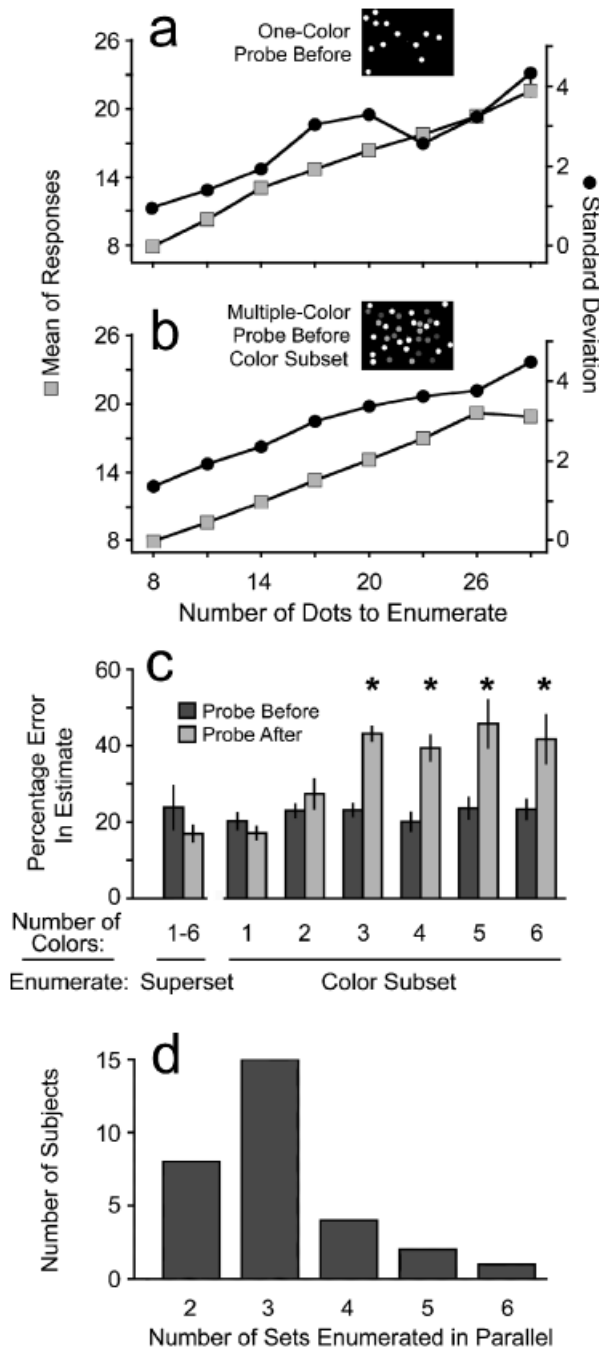 a
One-Color
Probe Before
26
20
14
8
4
2
0
b
Multiple-Color
Probe Before
Color Subset
26
20
14
8
4
2
0
Mean of Responses
Standard Deviation
8 14 20 26
Number of Dots to Enumerate
c
60
40
20
0
Percentage Error
In Estimate
Probe Before
Probe After
* * * *
Number of
Colors: 1-6 1 2 3 4 5 6
Enumerate: Superset Color Subset
d
15
10
5
0
Number of Subjects
2 3 4 5 6
Number of Sets Enumerated in Parallel